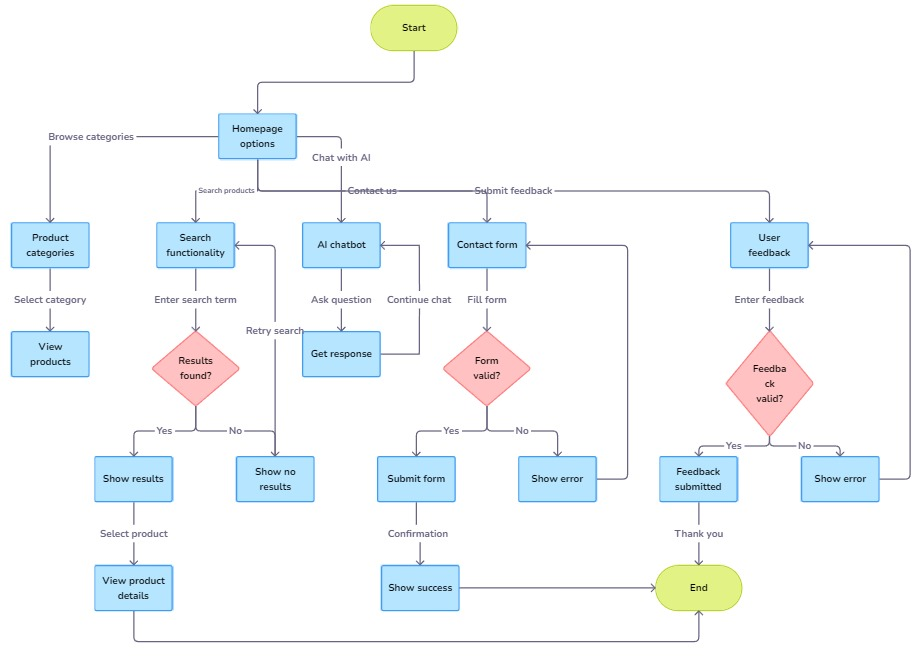 Start
Homepage
options
Browse categories
Chat with AI
Search products
Contact us
Submit feedback
Product
categories
Search
functionality
AI chatbot
Contact form
User
feedback
Select category
Enter search term
Ask question
Continue chat
Fill form
Enter feedback
Retry search
View
products
Results
found?
Get response
Form
valid?
Feedba
ck
valid?
Yes
No
Yes
No
Yes
No
Show results
Show no
results
Submit form
Show error
Feedback
submitted
Show error
Select product
Confirmation
Thank you
View product
details
Show success
End